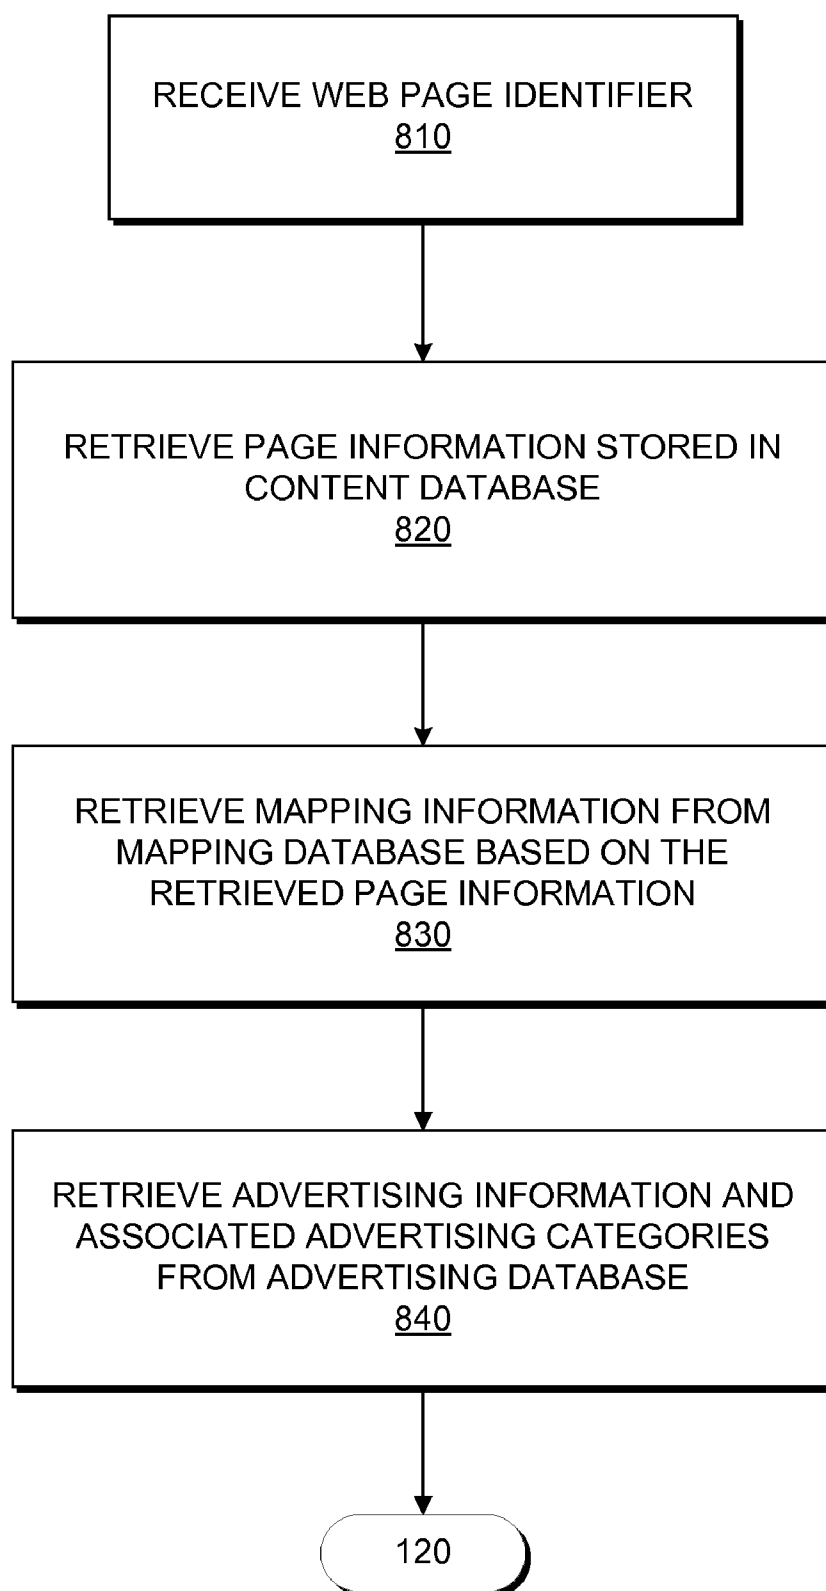 RECEIVE WEB PAGE IDENTIFIER
810
RETRIEVE PAGE INFORMATION STORED IN
CONTENT DATABASE
820
RETRIEVE MAPPING INFORMATION FROM
MAPPING DATABASE BASED ON THE
RETRIEVED PAGE INFORMATION
830
RETRIEVE ADVERTISING INFORMATION AND
ASSOCIATED ADVERTISING CATEGORIES
FROM ADVERTISING DATABASE
840
120